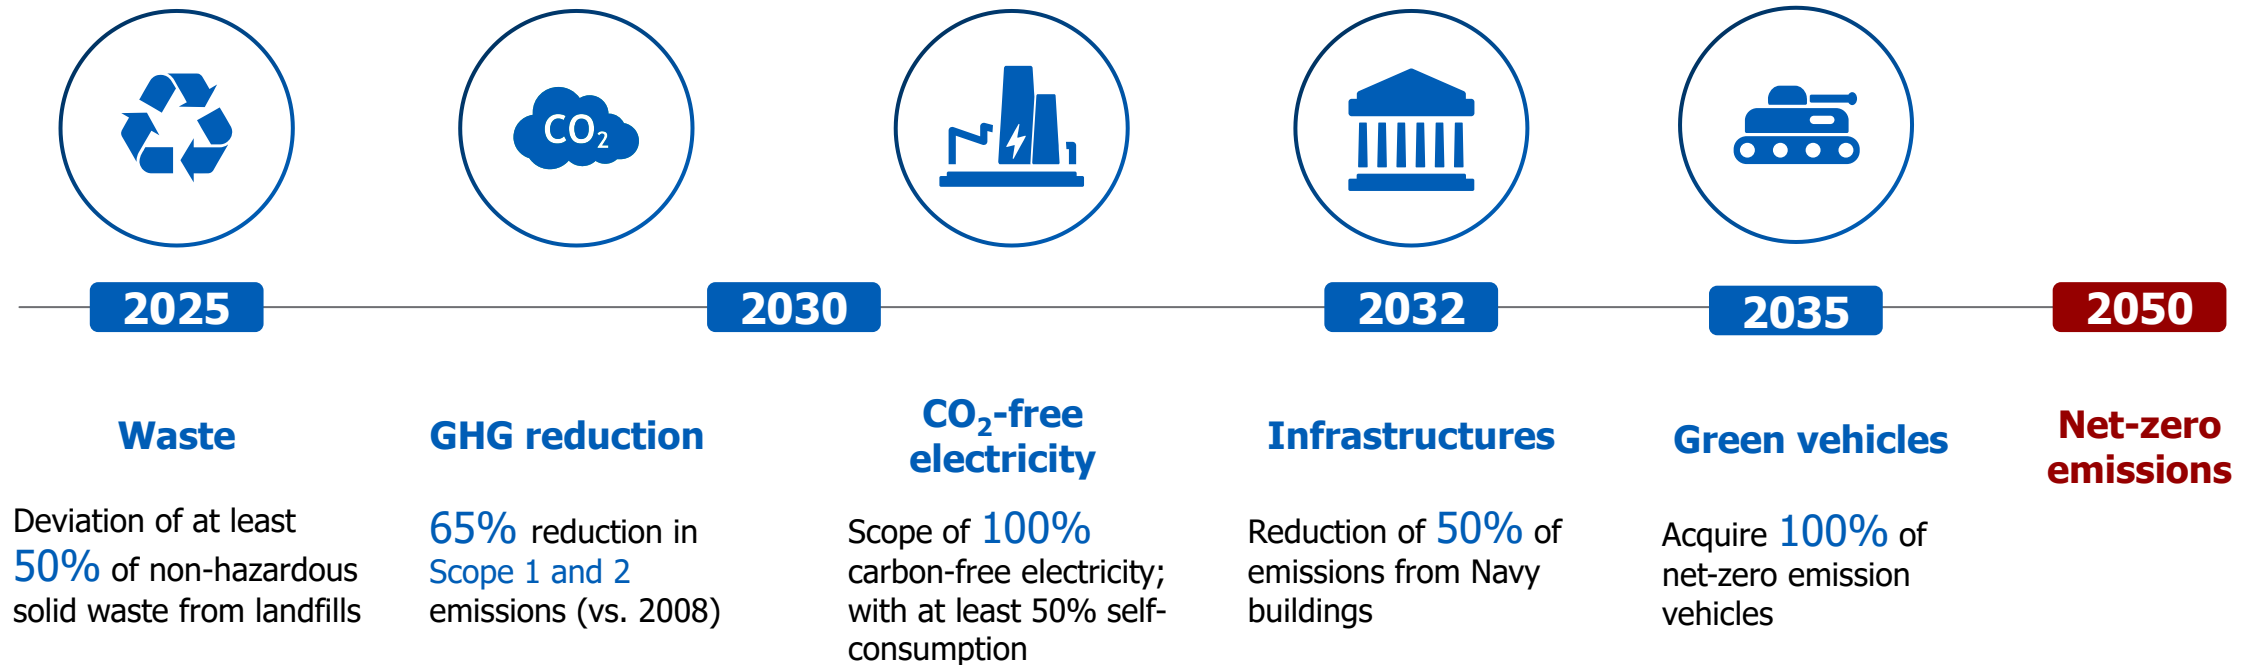 CO₂
2025
2030
2032
2035
2050
Waste
Deviation of at least
50% of non-hazardous
solid waste from landfills
GHG reduction
65% reduction in
Scope 1 and 2
emissions (vs. 2008)
CO₂-free
electricity
Scope of 100%
carbon-free electricity;
with at least 50% self-
consumption
Infrastructures
Reduction of 50% of
emissions from Navy
buildings
Green vehicles
Acquire 100% of
net-zero emission
vehicles
Net-zero
emissions